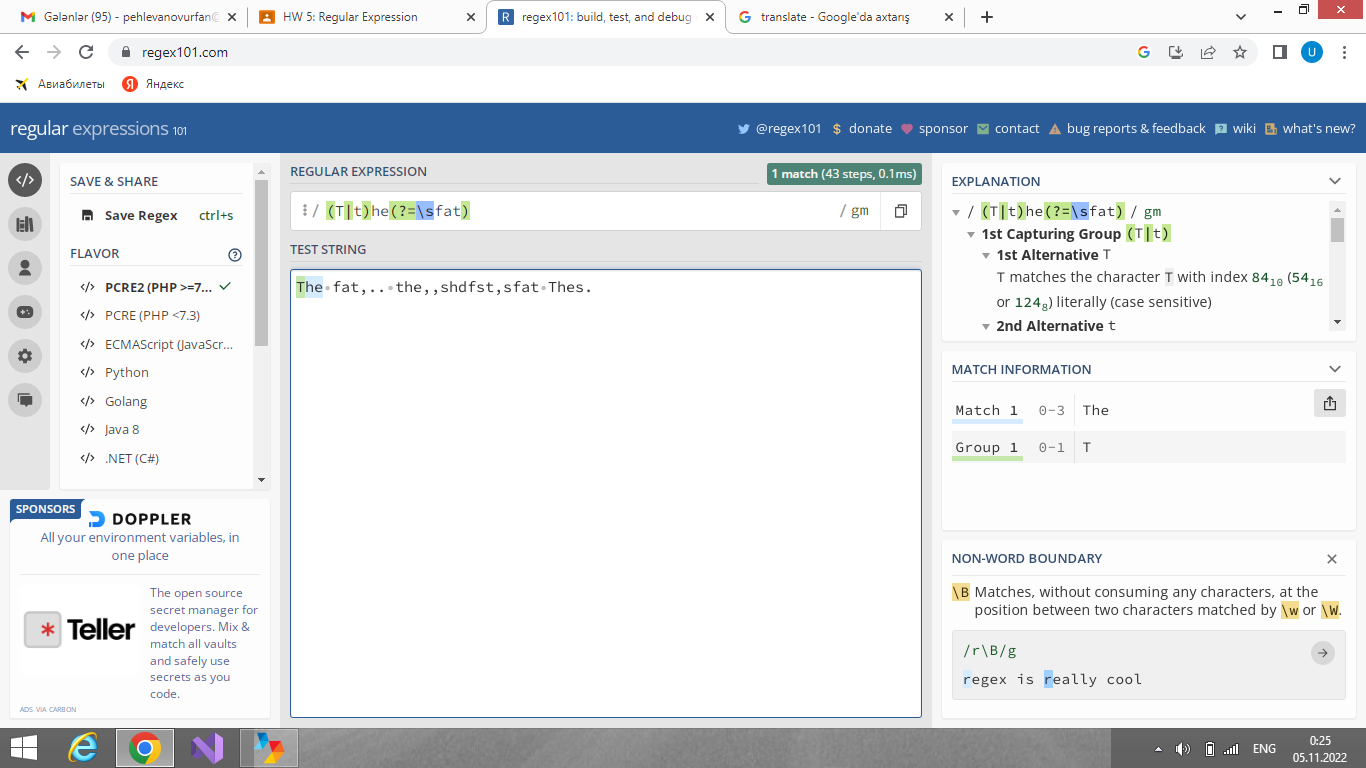 Gələnlər (95) - pehlevanovurfan@
HW 5: Regular Expression
regex101: build, test, and debug
translate - Google'da axtarış
regex101.com
U
Авиабилеты
Яндекс
regular expressions 101
@regex101
$ donate
sponsor
contact
bug reports & feedback
wiki
what's new?
SAVE & SHARE
Save Regex ctrl+s
FLAVOR
</> PCRE2 (PHP >=7...
</> PCRE (PHP <7.3)
</> ECMAScript (JavaScr...
</> Python
</> Golang
</> Java 8
</> .NET (C#)
SPONSORS
DOPPLER
All your environment variables, in
one place
Teller
The open source
secret manager for
developers. Mix &
match all vaults
and safely use
secrets as you
code.
ADS VIA CARBON
REGULAR EXPRESSION
1 match (43 steps, 0.1ms)
/ (T|t)he(?=\sfat) / gm
TEST STRING
The fat,.. the,,shdfst,sfat Thes.
EXPLANATION
/ (T|t)he(?=\sfat) / gm
1st Capturing Group (T|t)
1st Alternative T
T matches the character T with index 84₁₀ (54₁₆
or 124₈) literally (case sensitive)
2nd Alternative t
MATCH INFORMATION
Match 1 0-3 The
Group 1 0-1 T
NON-WORD BOUNDARY
\B Matches, without consuming any characters, at the
position between two characters matched by \w or \W.
/r\B/g
regex is really cool
ENG
0:25
05.11.2022